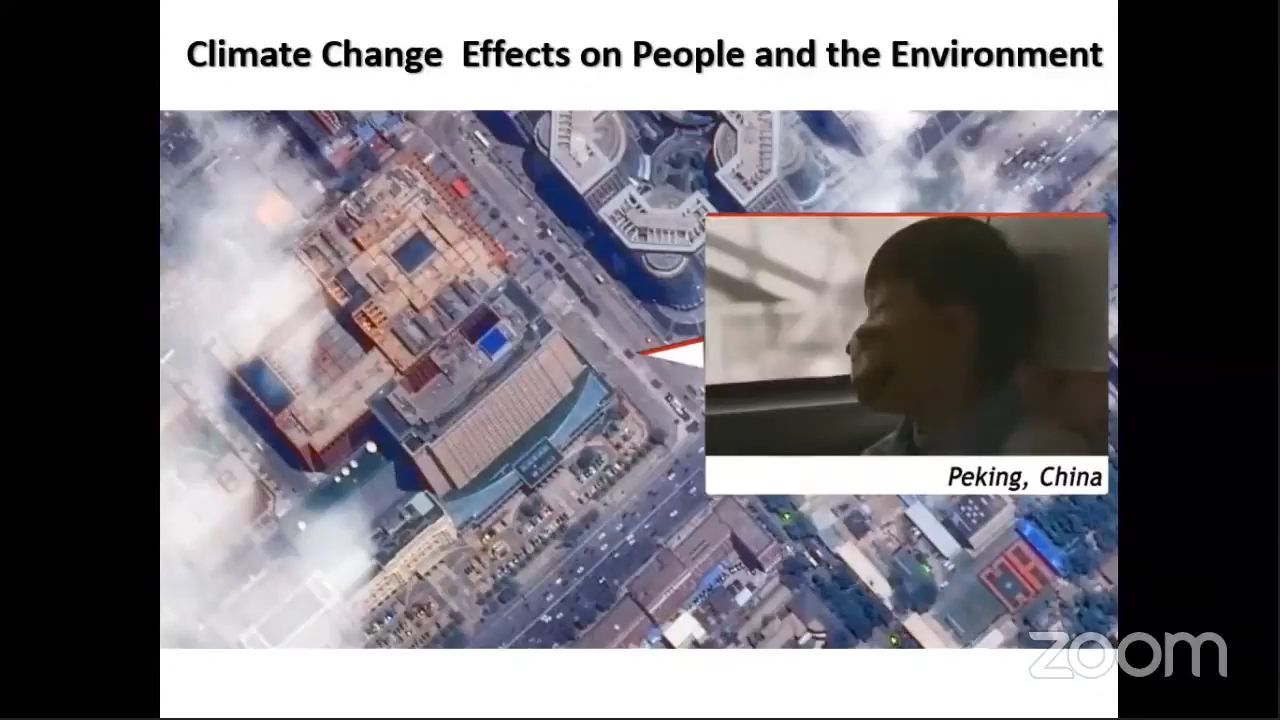 Climate Change Effects on People and the Environment
Peking, China
zoom